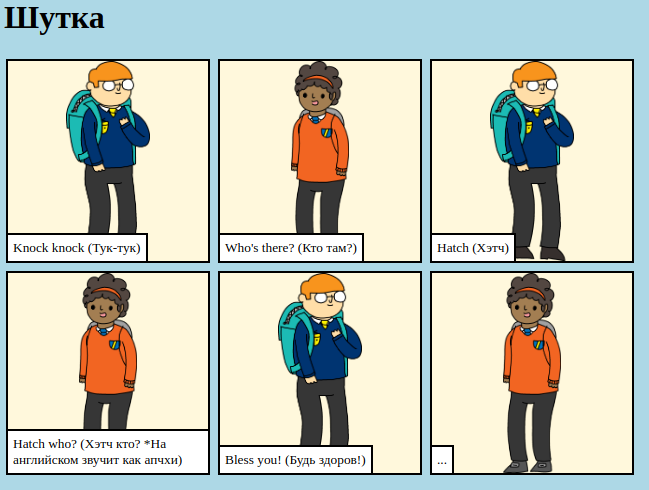 Шутка
Knock knock (Тук-тук)
Who's there? (Кто там?)
Hatch (Хэтч)
Hatch who? (Хэтч кто? *На
английском звучит как апчхи)
Bless you! (Будь здоров!)
...